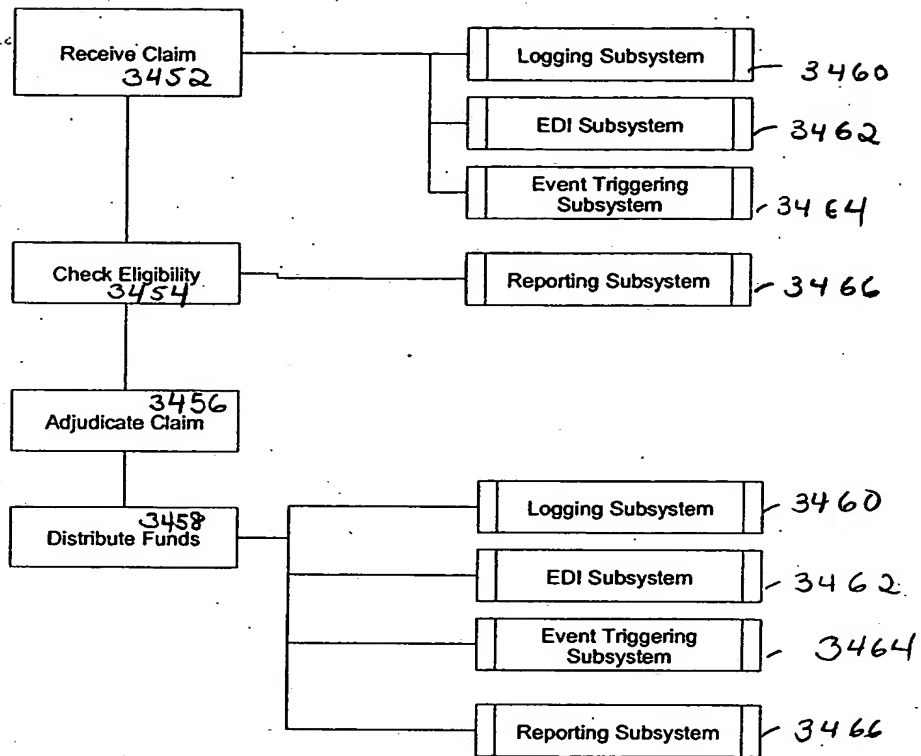 Receive Claim
3452
Logging Subsystem
3460
EDI Subsystem
3462
Event Triggering
Subsystem
3464
Check Eligibility
3454
Reporting Subsystem
3466
3456
Adjudicate Claim
3458
Distribute Funds
Logging Subsystem
3460
EDI Subsystem
3462
Event Triggering
Subsystem
3464
Reporting Subsystem
3466